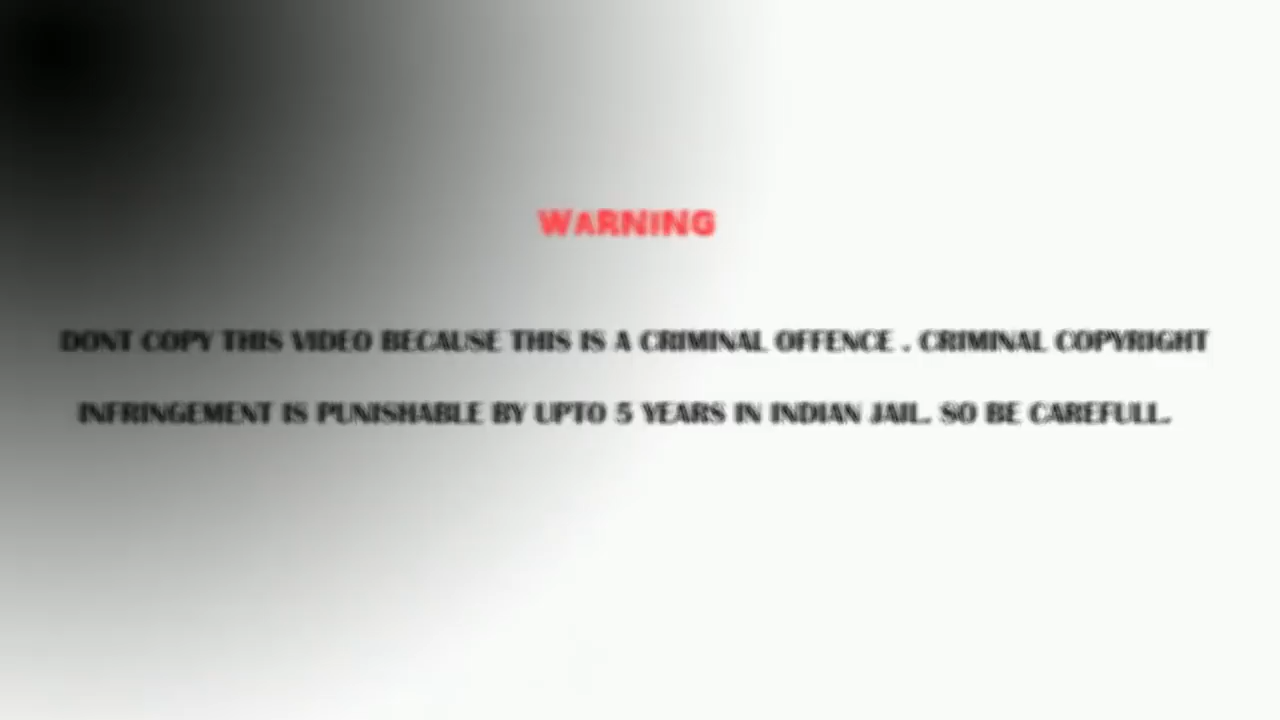 WARNING
DONT COPY THIS VIDEO BECAUSE THIS IS A CRIMINAL OFFENCE . CRIMINAL COPYRIGHT
INFRINGEMENT IS PUNISHABLE BY UPTO 5 YEARS IN INDIAN JAIL. SO BE CAREFULL.